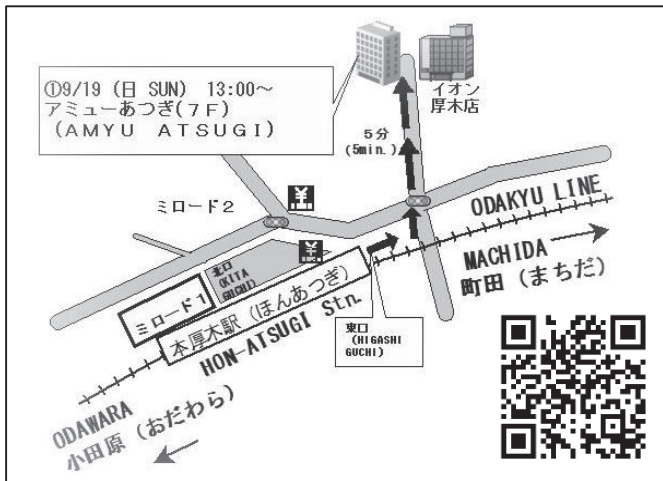 ①9/19 (日 SUN) 13:00～
アミューあつぎ(7F)
(AMYU ATSUGI)
イオン
厚木店
5分
(5min.)
ミロード2
ODAKYU LINE
MACHIDA
町田 (まちだ)
北口
(KITA
GUCHI)
ミロード1
本厚木駅 (ほんあつぎ)
HON-ATSUGI Stn.
東口
(HIGASHI
GUCHI)
ODAWARA
小田原 (おだわら)